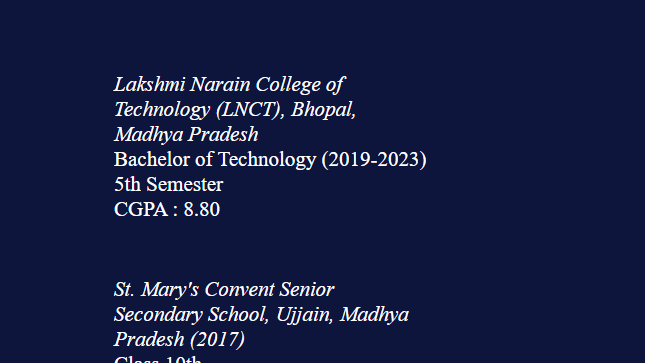 Lakshmi Narain College of
Technology (LNCT), Bhopal,
Madhya Pradesh
Bachelor of Technology (2019-2023)
5th Semester
CGPA : 8.80
St. Mary's Convent Senior
Secondary School, Ujjain, Madhya
Pradesh (2017)
Class 10th